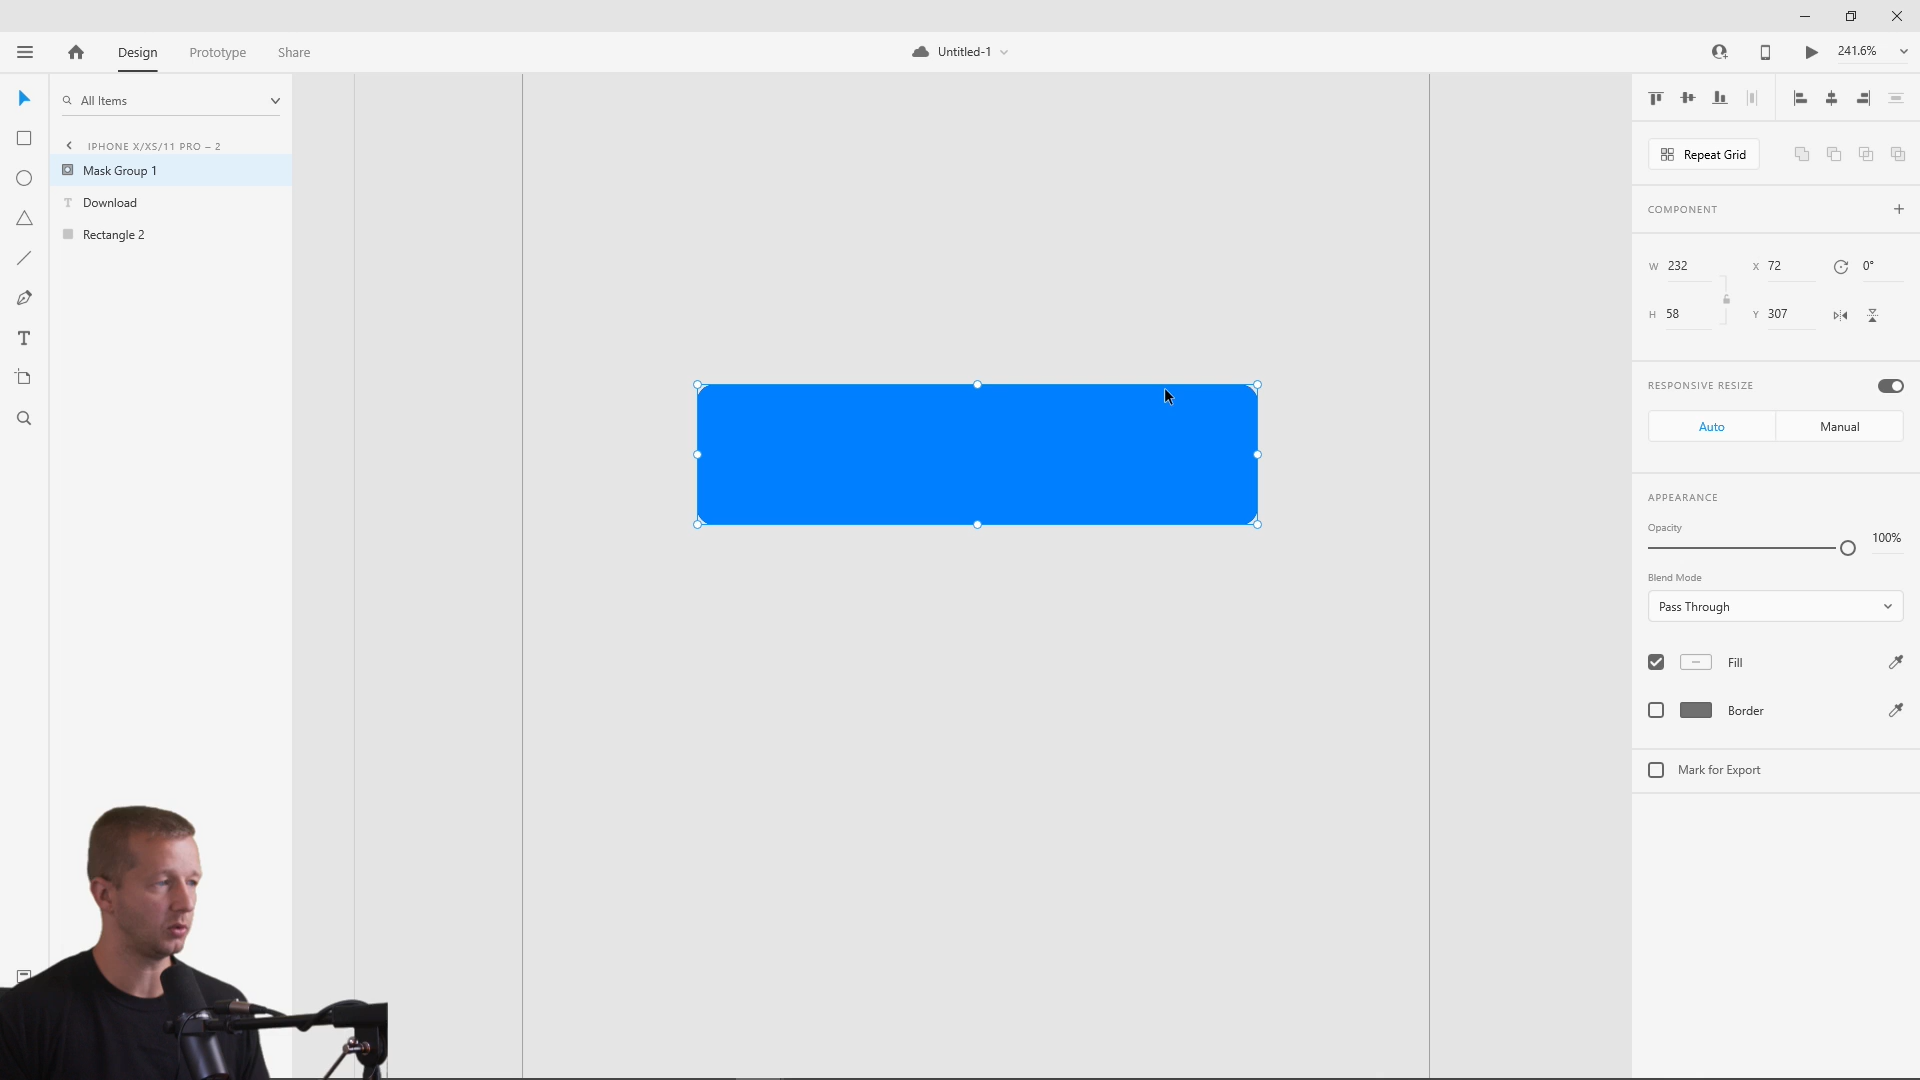 Design
Prototype
Share
Untitled-1
241.6%
All Items
IPHONE X/XS/11 PRO – 2
Mask Group 1
T Download
Rectangle 2
Repeat Grid
COMPONENT
W 232
X 72
0°
H 58
Y 307
RESPONSIVE RESIZE
Auto
Manual
APPEARANCE
Opacity
100%
Blend Mode
Pass Through
Fill
Border
Mark for Export